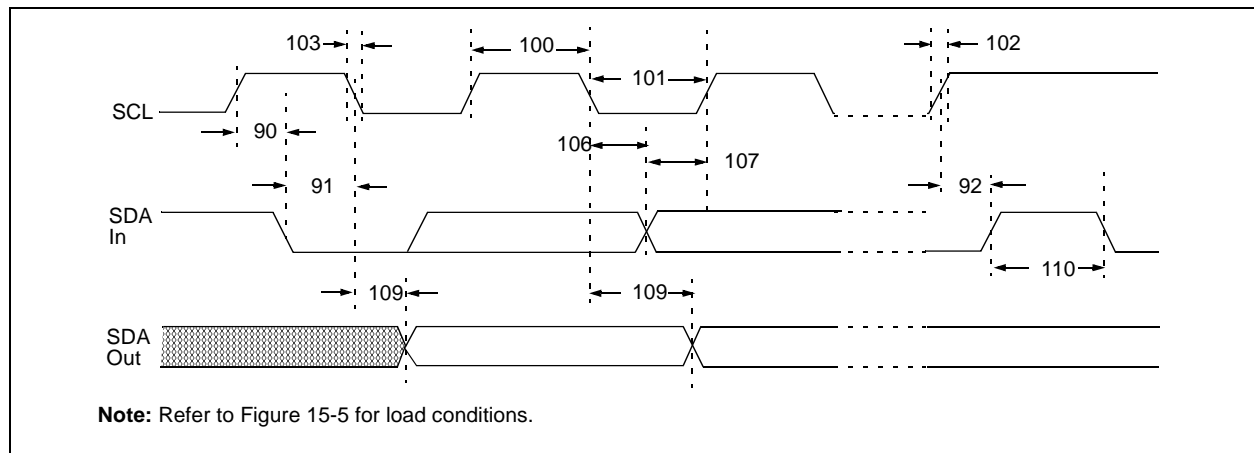 103
100
102
101
SCL
90
106
107
91
92
SDA
In
109
109
110
SDA
Out
Note: Refer to Figure 15-5 for load conditions.